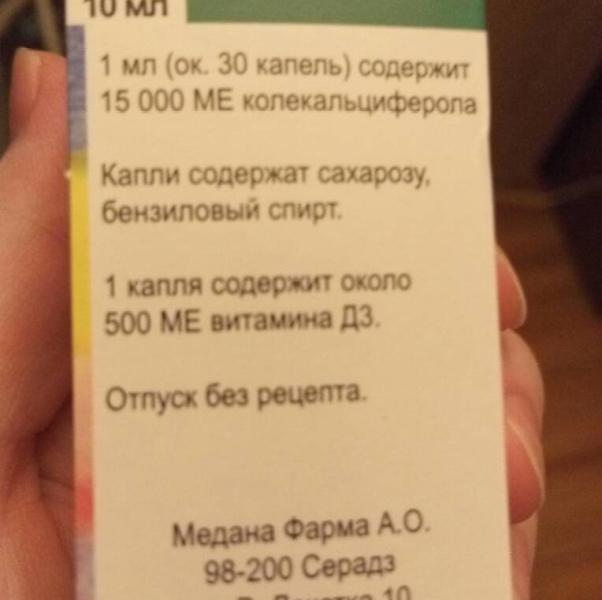 10 мл
1 мл (ок. 30 капель) содержит
15 000 МЕ колекальциферола
Капли содержат сахарозу,
бензиловый спирт.
1 капля содержит около
500 МЕ витамина Д3.
Отпуск без рецепта.
Медана Фарма А.О.
98-200 Серадз
10